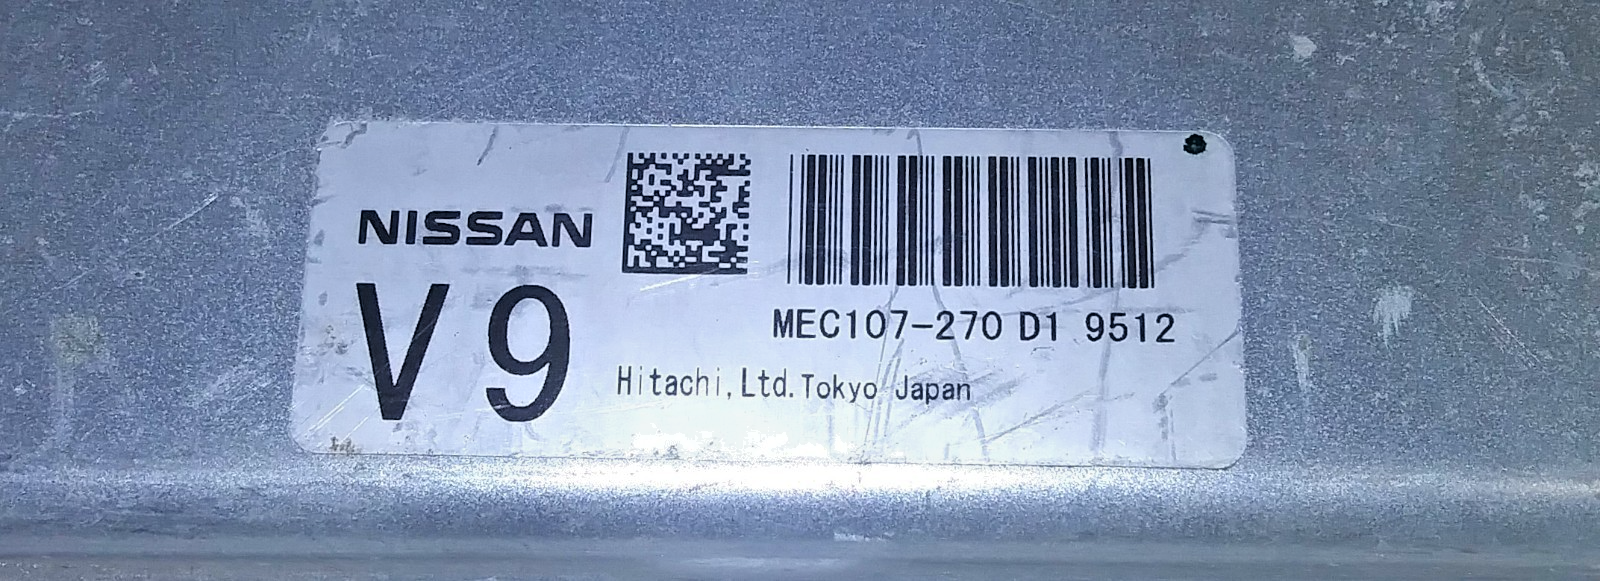 NISSAN
V9
MEC107-270 D1 9512
Hitachi,Ltd.Tokyo Japan